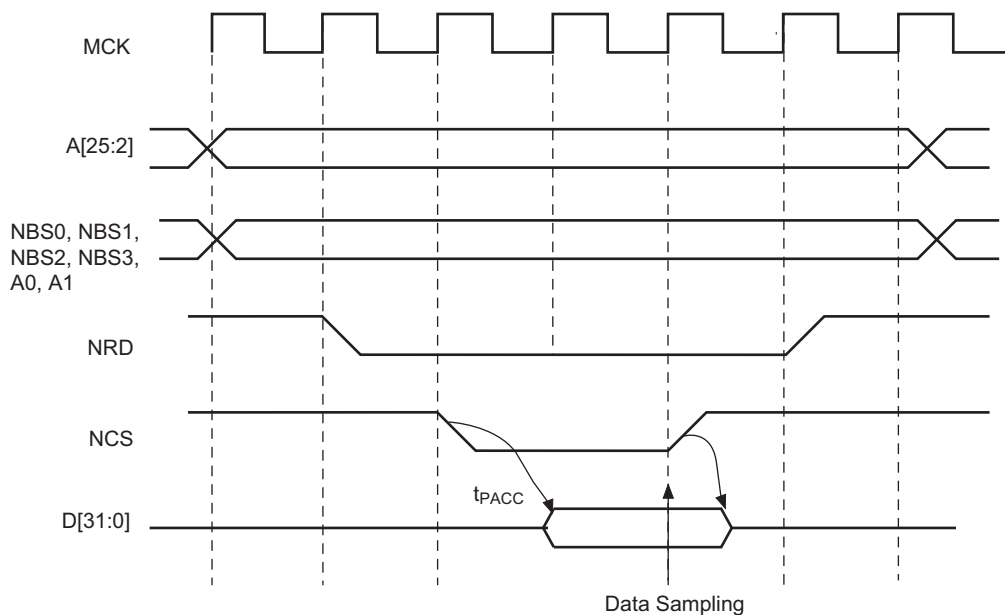 MCK
A[25:2]
NBS0, NBS1,
NBS2, NBS3,
A0, A1
NRD
NCS
tPACC
D[31:0]
Data Sampling